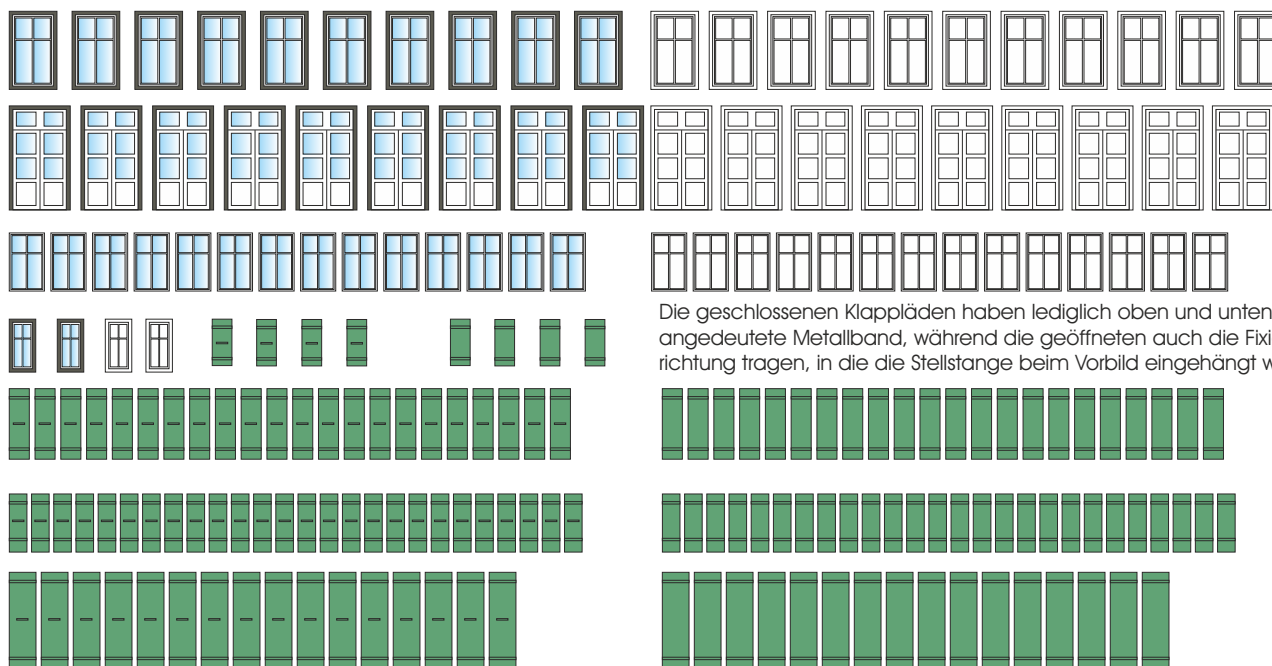 Die geschlossenen Klappläden haben lediglich oben und unten
angedeutete Metallband, während die geöffneten auch die Fixi
richtung tragen, in die die Stellstange beim Vorbild eingehängt w